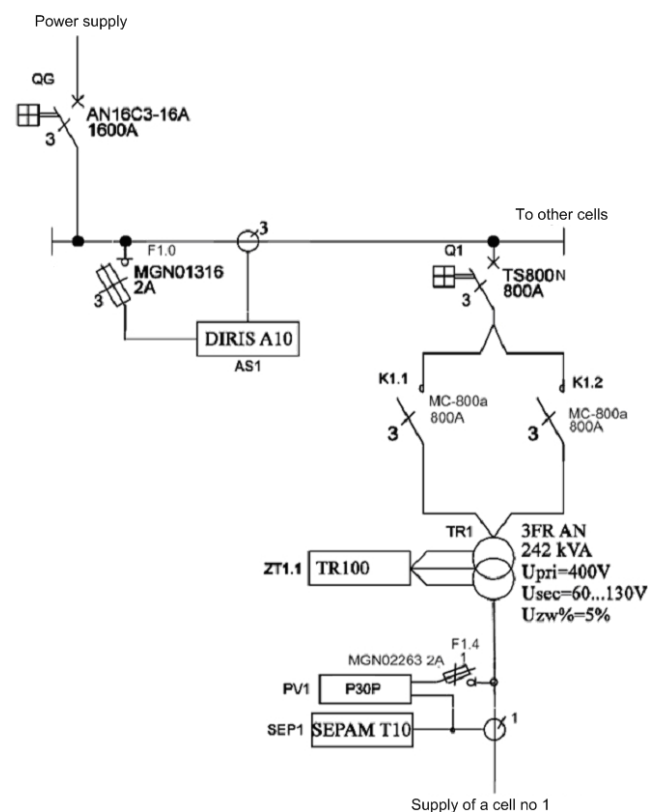 Power supply
QG
AN16C3-16A
1600A
3
3
To other cells
F1.0
MGN01316
2A
3
Q1
TS800N
800A
3
DIRIS A10
AS1
K1.1
MC-800a
800A
3
K1.2
MC-800a
800A
3
TR1
3FR AN
242 kVA
Upri=400V
Usec=60...130V
Uzw%=5%
ZT1.1
TR100
F1.4
MGN02263 2A
1
PV1
P30P
SEP1
SEPAM T10
1
Supply of a cell no 1